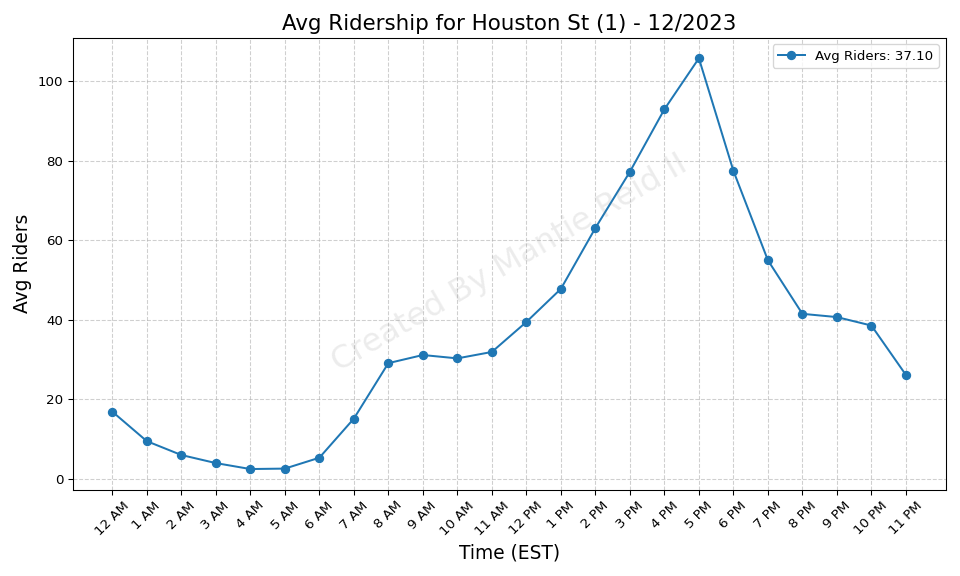 Avg Ridership for Houston St (1) - 12/2023
Avg Riders: 37.10
Avg Riders
100
80
60
40
20
0
Created By Mantle Reid II
12 AM
1 AM
2 AM
3 AM
4 AM
5 AM
6 AM
7 AM
8 AM
9 AM
10 AM
11 AM
12 PM
1 PM
2 PM
3 PM
4 PM
5 PM
6 PM
7 PM
8 PM
9 PM
10 PM
11 PM
Time (EST)